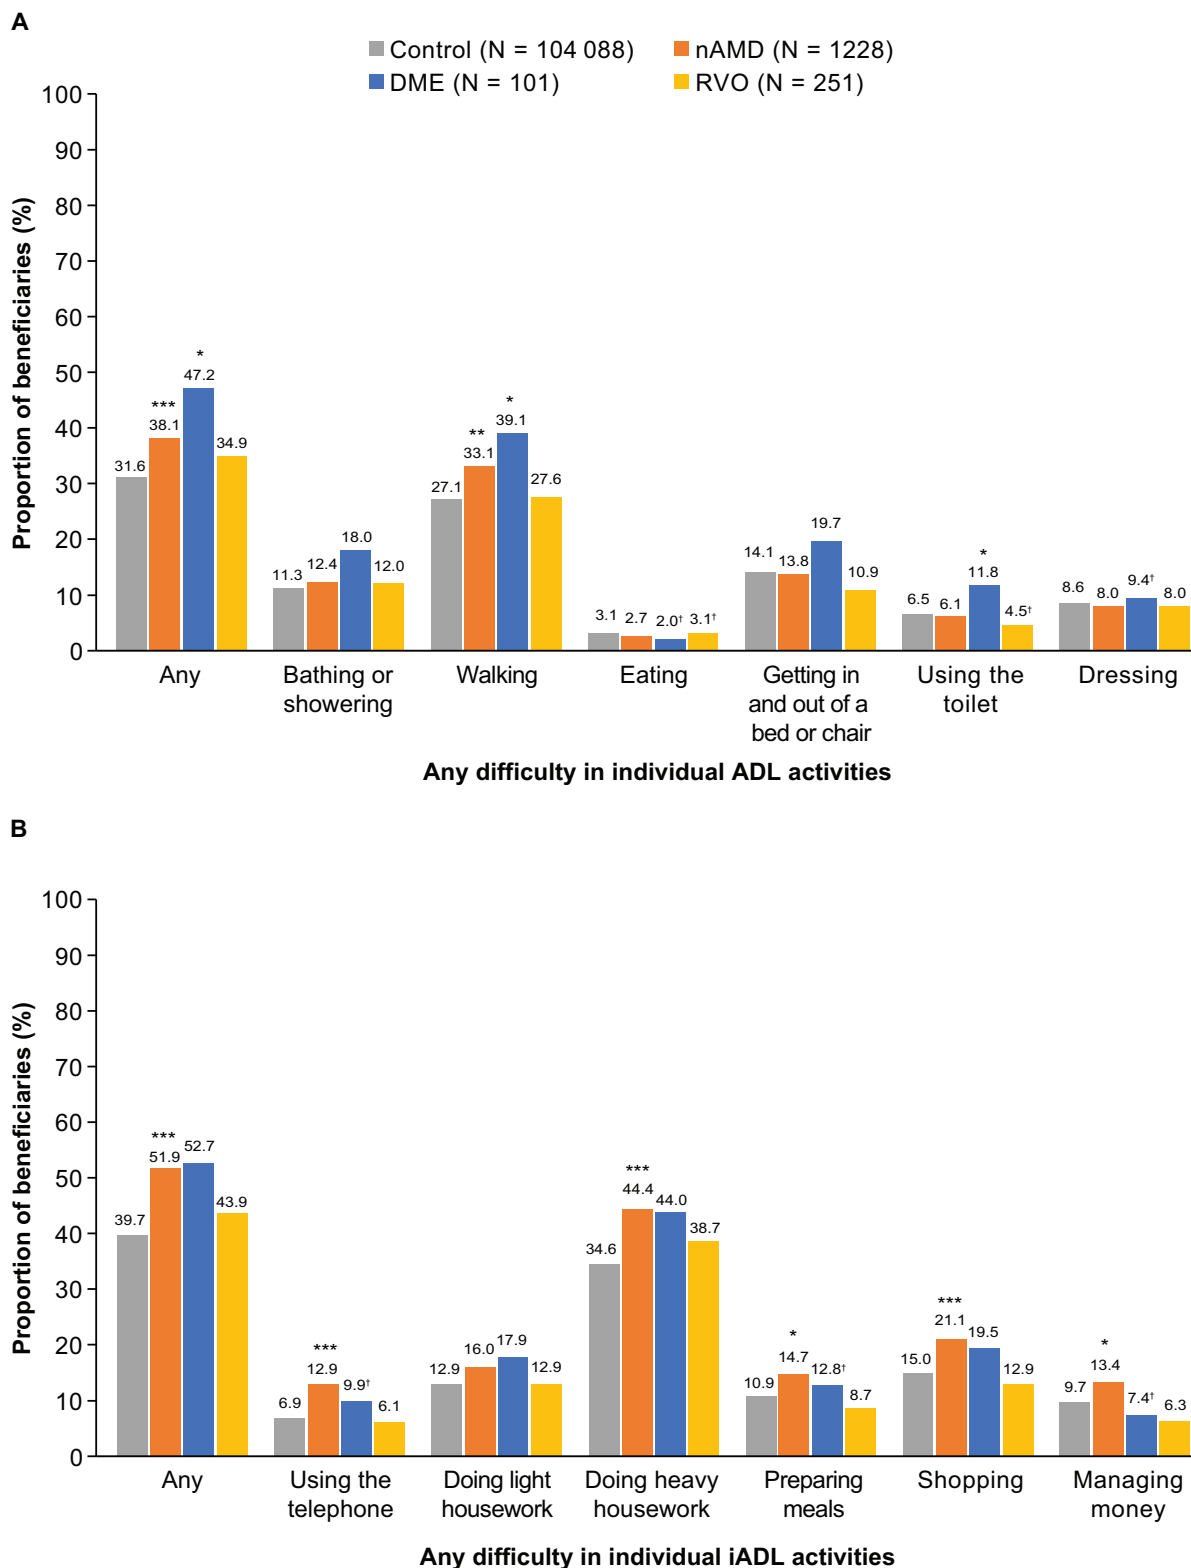 A
Control (N = 104 088)
nAMD (N = 1228)
DME (N = 101)
RVO (N = 251)
Proportion of beneficiaries (%)
100
90
80
70
60
50
40
30
20
10
0
31.6
***
38.1
*
47.2
34.9
11.3
12.4
18.0
12.0
27.1
**
33.1
*
39.1
27.6
3.1
2.7
2.0†
3.1†
14.1
13.8
19.7
10.9
6.5
6.1
*
11.8
4.5†
8.6
8.0
9.4†
8.0
Any
Bathing or
showering
Walking
Eating
Getting in
and out of a
bed or chair
Using the
toilet
Dressing
Any difficulty in individual ADL activities
B
Proportion of beneficiaries (%)
100
90
80
70
60
50
40
30
20
10
0
39.7
***
51.9
52.7
43.9
6.9
***
12.9
9.9†
6.1
12.9
16.0
17.9
12.9
34.6
***
44.4
44.0
38.7
10.9
*
14.7
12.8†
8.7
15.0
***
21.1
19.5
12.9
9.7
*
13.4
7.4†
6.3
Any
Using the
telephone
Doing light
housework
Doing heavy
housework
Preparing
meals
Shopping
Managing
money
Any difficulty in individual iADL activities